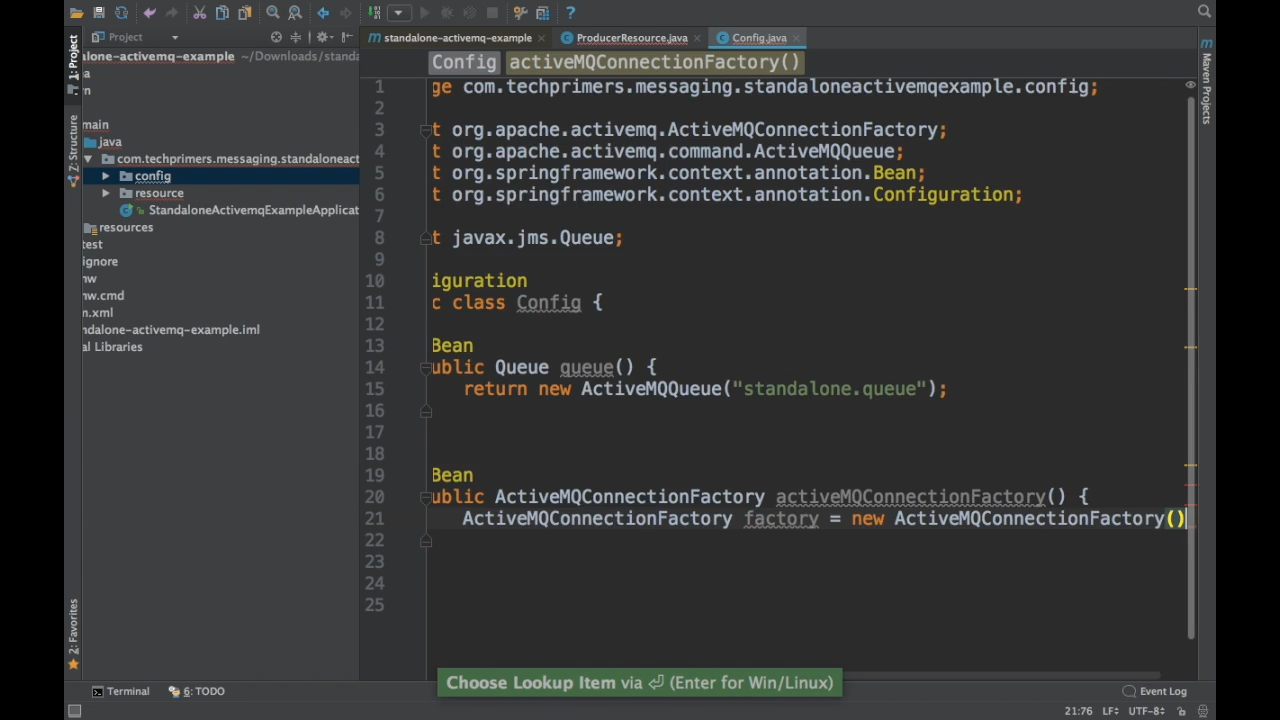 standalone-activemq-example
ProducerResource.java
Config.java
Project
1: Project
Z: Structure
2: Favorites
alone-activemq-example ~/Downloads/standa
a
n
main
java
com.techprimers.messaging.standaloneact
config
resource
StandaloneActivemqExampleApplicat
resources
test
ignore
nw
nw.cmd
m.xml
ndalone-activemq-example.iml
al Libraries
Config
activeMQConnectionFactory()
1 ge com.techprimers.messaging.standaloneactivemqexample.config;
2
3 t org.apache.activemq.ActiveMQConnectionFactory;
4 t org.apache.activemq.command.ActiveMQQueue;
5 t org.springframework.context.annotation.Bean;
6 t org.springframework.context.annotation.Configuration;
7
8 t javax.jms.Queue;
9
10 iguration
11 c class Config {
12
13 Bean
14 ublic Queue queue() {
15 return new ActiveMQQueue("standalone.queue");
16
17
18
19 Bean
20 ublic ActiveMQConnectionFactory activeMQConnectionFactory() {
21 ActiveMQConnectionFactory factory = new ActiveMQConnectionFactory()
22
23
24
25
Maven Projects
Choose Lookup Item via ⏎ (Enter for Win/Linux)
Terminal
6: TODO
Event Log
21:76 LF÷ UTF-8÷